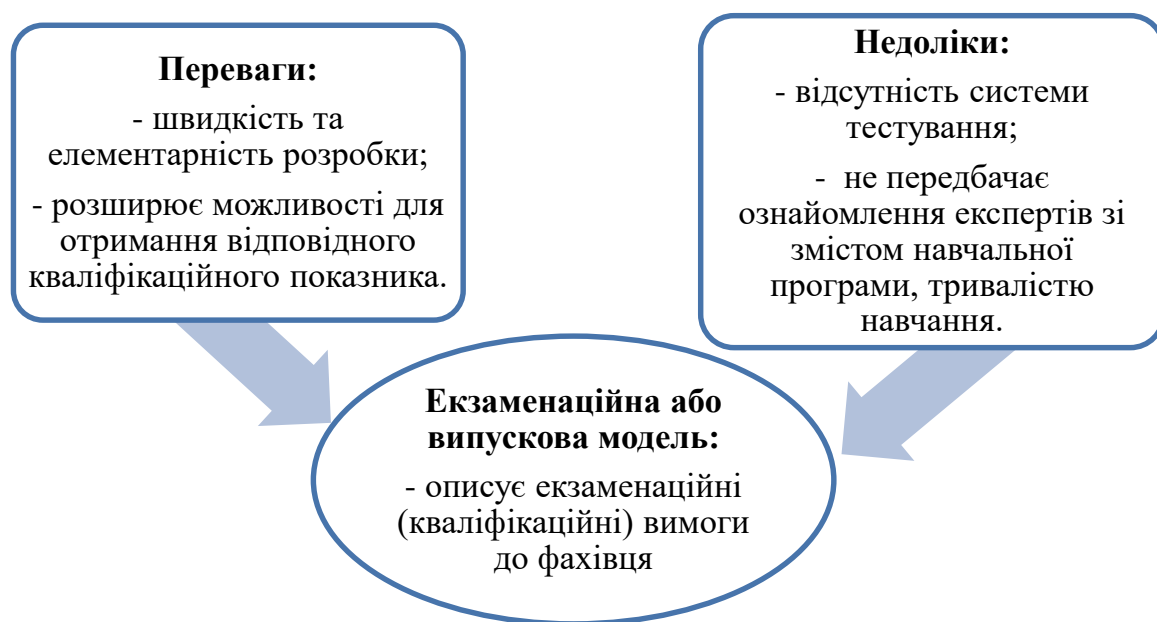 Переваги:
- швидкість та
елементарність розробки;
- розширює можливості для
отримання відповідного
кваліфікаційного показника.
Недоліки:
- відсутність системи
тестування;
- не передбачає
ознайомлення експертів зі
змістом навчальної
програми, тривалістю
навчання.
Екзаменаційна або
випускова модель:
- описує екзаменаційні
(кваліфікаційні) вимоги
до фахівця